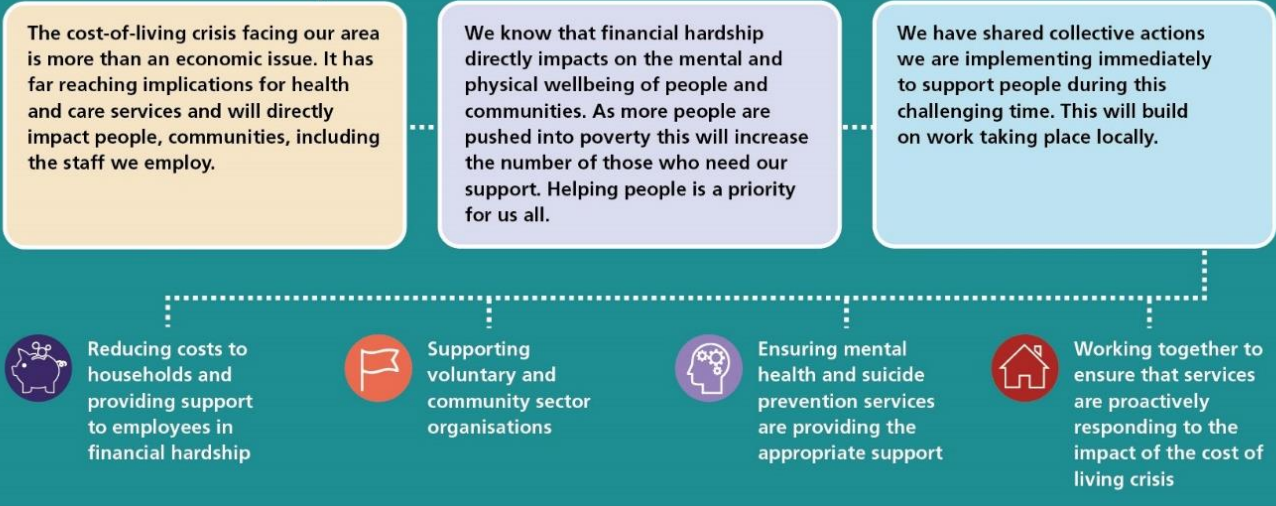 The cost-of-living crisis facing our area
is more than an economic issue. It has
far reaching implications for health
and care services and will directly
impact people, communities, including
the staff we employ.
We know that financial hardship
directly impacts on the mental and
physical wellbeing of people and
communities. As more people are
pushed into poverty this will increase
the number of those who need our
support. Helping people is a priority
for us all.
We have shared collective actions
we are implementing immediately
to support people during this
challenging time. This will build
on work taking place locally.
Reducing costs to
households and
providing support
to employees in
financial hardship
Supporting
voluntary and
community sector
organisations
Ensuring mental
health and suicide
prevention services
are providing the
appropriate support
Working together to
ensure that services
are proactively
responding to the
impact of the cost of
living crisis